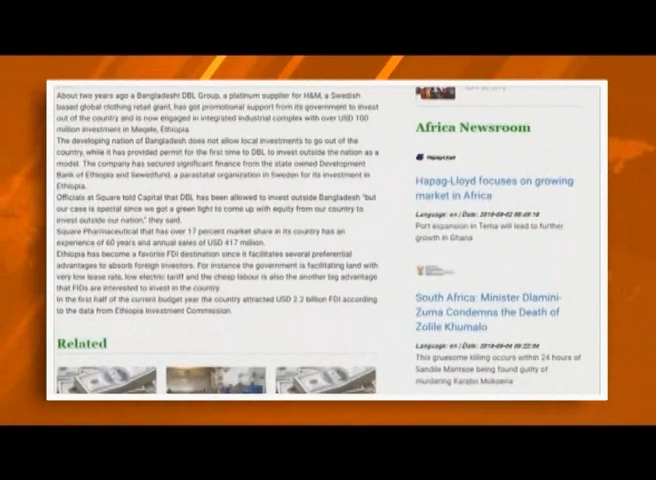 About two years ago a Bangladeshi DBL Group, a platinum supplier for H&M, a Swedish
based global clothing retail giant, has got promotional support from its government to invest
out of the country and is now engaged in integrated industrial complex with over USD 100
million investment in Megele, Ethiopia.
The developing nation of Bangladesh does not allow local investments to go out of the
country, while it has provided permit for the first time to DBL to invest outside the nation as a
model. The company has secured significant finance from the state owned Development
Bank of Ethiopia and Swedfund, a parastatal organization in Sweden for its investment in
Ethiopia.
Officials at Square told Capital that DBL has been allowed to invest outside Bangladesh "but
our case is special since we got a green light to come up with equity from our country to
invest outside our nation," they said.
Square Pharmaceutical that has over 17 percent market share in its country has an
experience of 60 years and annual sales of USD 417 million.
Ethiopia has become a favorite FDI destination since it facilitates several preferential
advantages to absorb foreign investors. For instance the government is facilitating land with
very low lease rate, low electric tariff and the cheap labour is also the another big advantage
that FIDs are interested to invest in the country.
In the first half of the current budget year the country attracted USD 2.2 billion FDI according
to the data from Ethiopia Investment Commission
Related
Africa Newsroom
Hapag-Lloyd
Hapag-Lloyd focuses on growing
market in Africa
Language: en | Date:
Port expansion in Tema will lead to further
growth in Ghana
South Africa: Minister Dlamini-
Zuma Condemns the Death of
Zolile Khumalo
Language: en | Date:
This gruesome killing occurs within 24 hours of
Sandile Mantsoe being found guilty of
murdering Karabo Mokoena